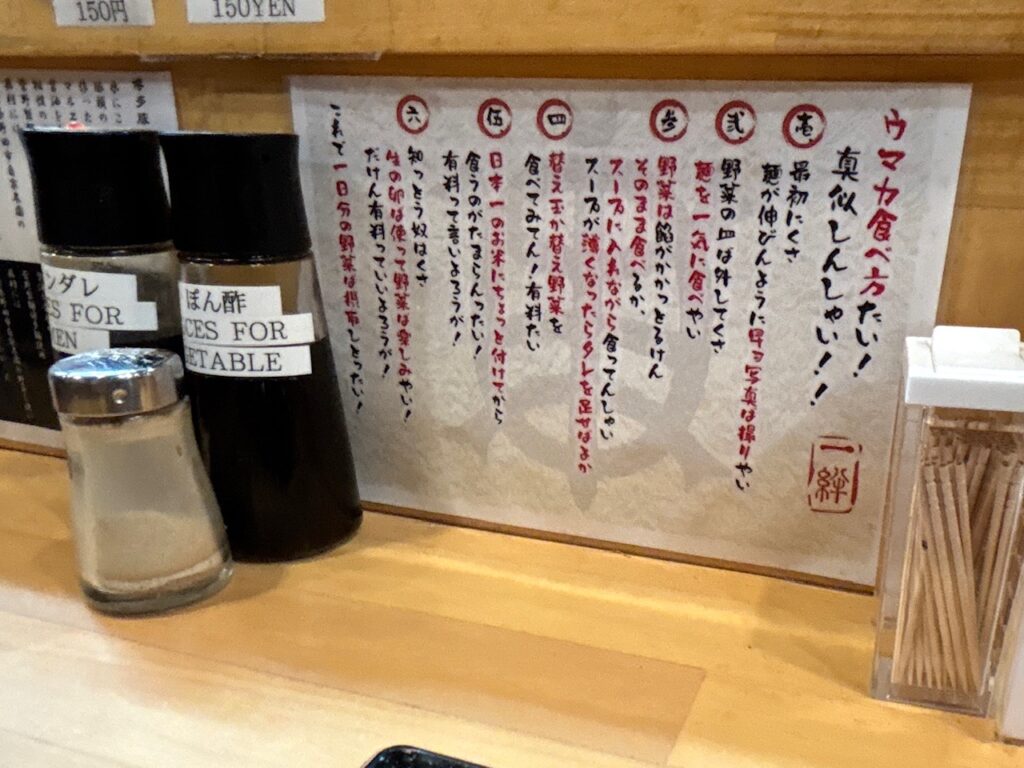 150円
150YEN
ウマカ食べ方たい!
真似しんしゃい!!
壱
最初にくさ
麺が伸びんように早ョ写真は撮りやい
弐
野菜の皿は外してくさ
麺を一気に食べやい
参
野菜は餡がかかっとるけん
そのまま食べるか、
スープに入れながら食ってんしゃい
スープが薄くなったらタレを足せばよか
四
替え玉か替え野菜を
食べてみてん!有料たい
伍
日本一のお米にちょっと付けてから
食うのがたまらんったい!
有料って言いよろうが!
六
知っとう奴はくさ
生の卵は使って野菜は楽しみやい!
だけん有料っていいよろうが!
これで一日分の野菜は摂取しとったい!
一絆
ンダレ
ES FOR
EN
ぽん酢
CES FOR
GETABLE